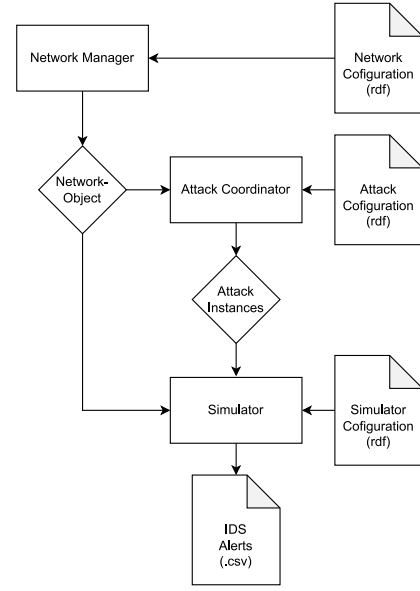 Network Manager
Network
Cofiguration
(rdf)
Network-
Object
Attack Coordinator
Attack
Cofiguration
(rdf)
Attack
Instances
Simulator
Simulator
Cofiguration
(rdf)
IDS
Alerts
(.csv)